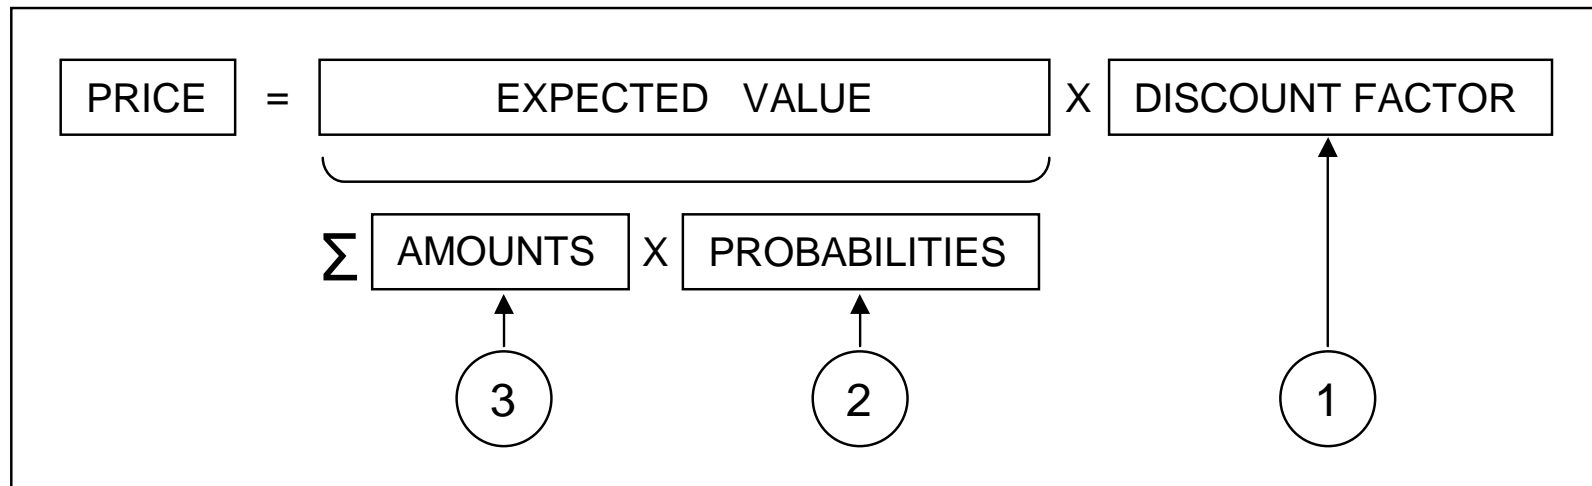 PRICE = EXPECTED VALUE X DISCOUNT FACTOR
Σ AMOUNTS X PROBABILITIES
3 2 1